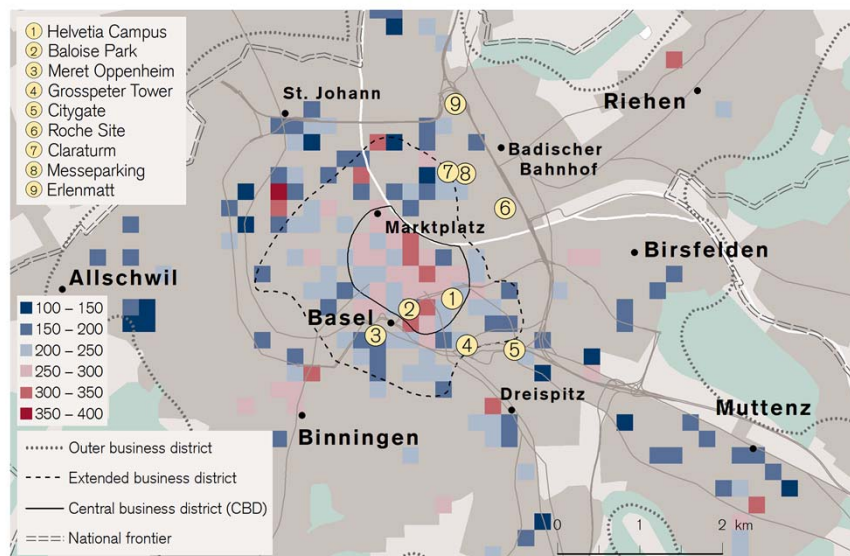 1 Helvetia Campus
2 Baloise Park
3 Meret Oppenheim
4 Grosspeter Tower
5 Citygate
6 Roche Site
7 Claraturm
8 Messeparking
9 Erlenmatt
St. Johann
9
Riehen
Badischer
Bahnhof
7
8
6
Marktplatz
Birsfelden
Allschwil
100 – 150
150 – 200
200 – 250
250 – 300
300 – 350
350 – 400
Basel
1
2
3
4
5
Dreispitz
Muttenz
Binningen
Outer business district
Extended business district
Central business district (CBD)
National frontier
0 1 2 km